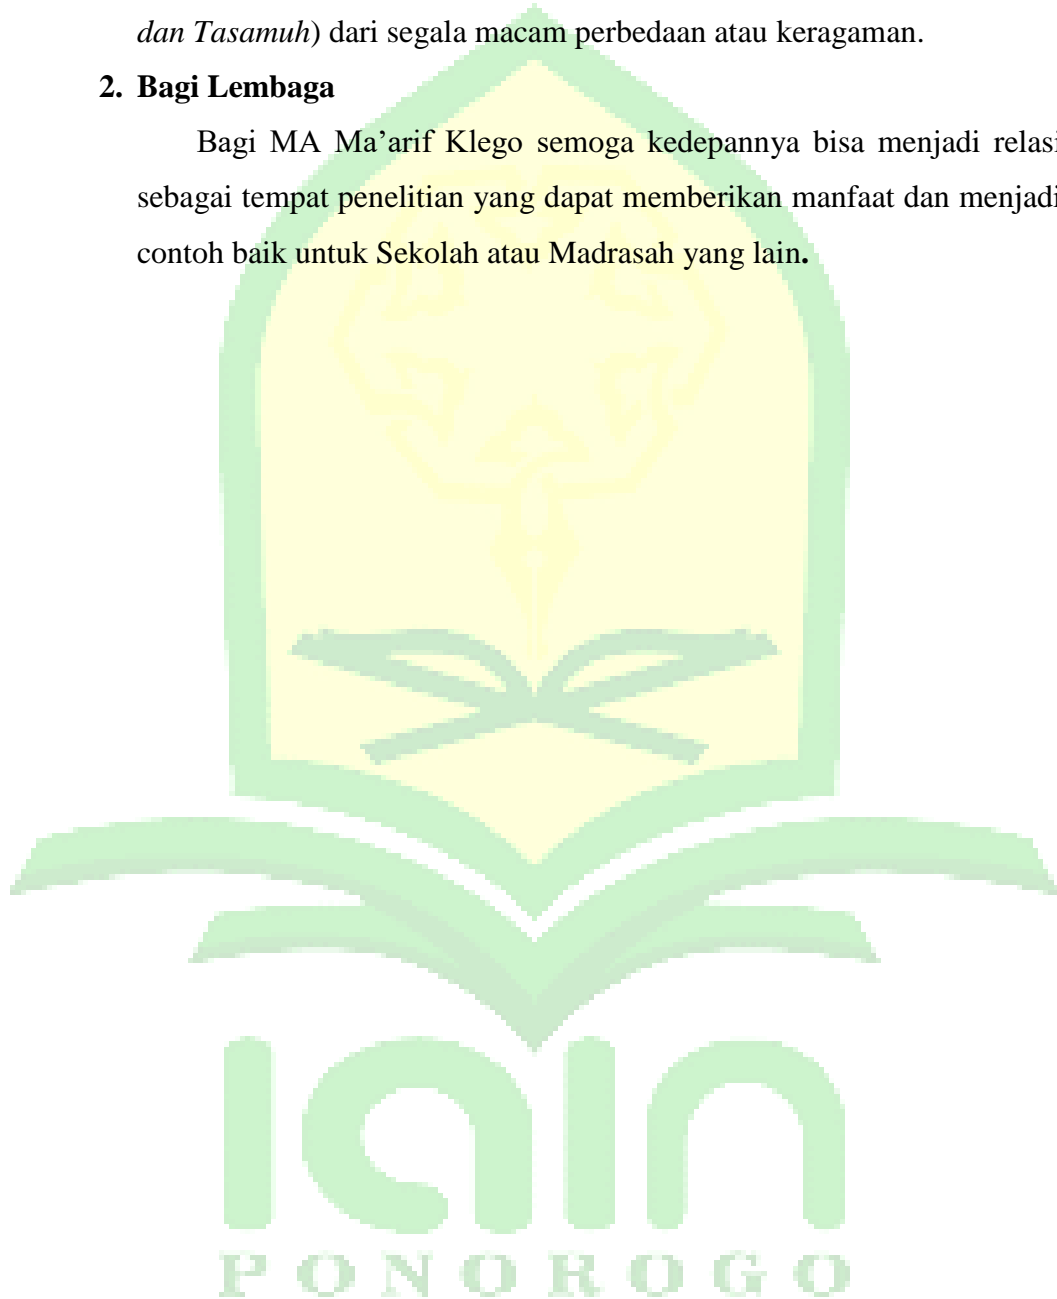 dan Tasamuh) dari segala macam perbedaan atau keragaman.
2. Bagi Lembaga
Bagi MA Ma’arif Klego semoga kedepannya bisa menjadi relasi
sebagai tempat penelitian yang dapat memberikan manfaat dan menjadi
contoh baik untuk Sekolah atau Madrasah yang lain.
iain
PONOROGO